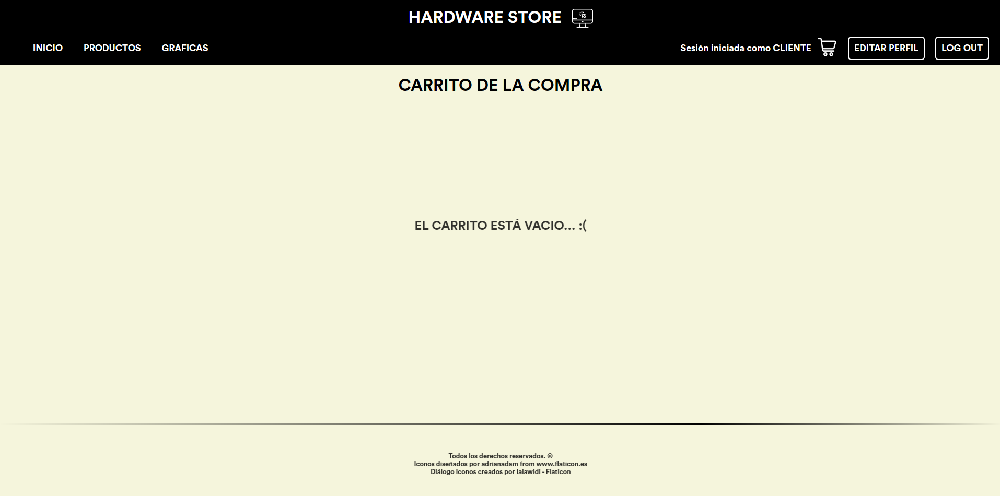 HARDWARE STORE
INICIO PRODUCTOS GRAFICAS Sesión iniciada como CLIENTE EDITAR PERFIL LOG OUT
CARRITO DE LA COMPRA
EL CARRITO ESTÁ VACIO... :(
Todos los derechos reservados. ©
Iconos diseñados por adrianadam from www.flaticon.es
Diálogo iconos creados por lalawidi - Flaticon